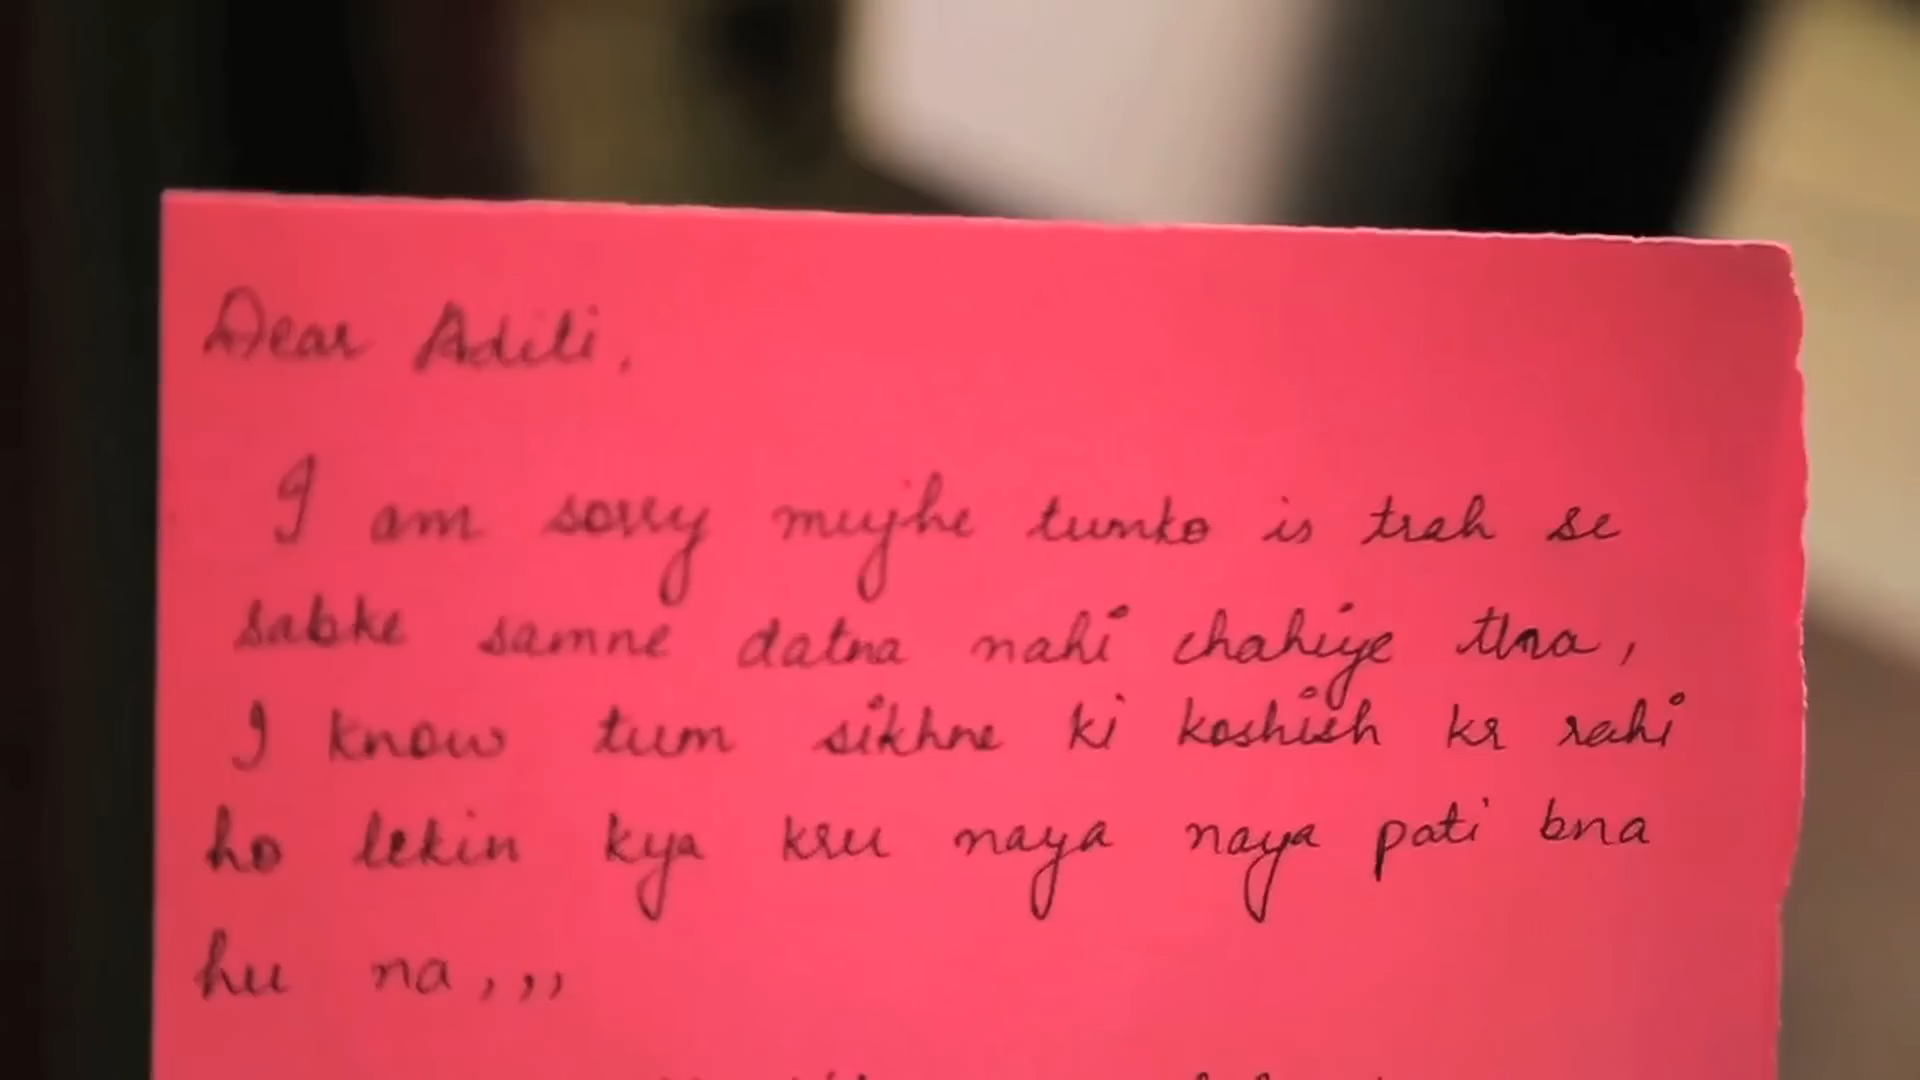 Dear Aditi,
I am sorry mujhe tumko is trah se
sabke samne datna nahi chahiye tha,
I know tum sikhne ki koshish kr rahi
ho lekin kya kru naya naya pati bna
hu na,,,